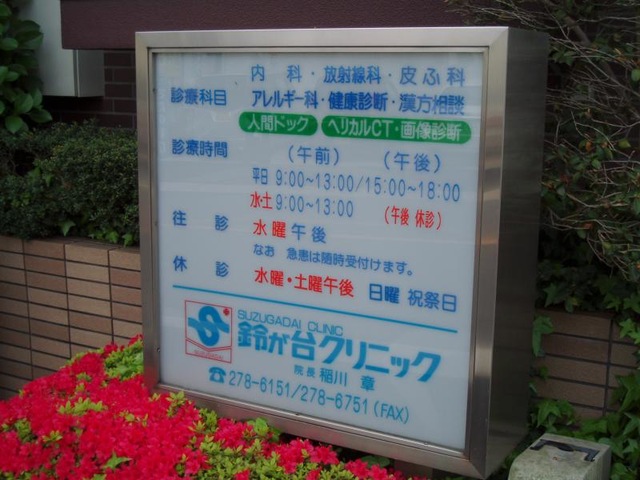 内科・放射線科・皮ふ科
診療科目 アレルギー科・健康診断・漢方相談
人間ドック ヘリカルCT・画像診断
診療時間 (午前) (午後)
平日 9:00~13:00/15:00~18:00
水・土 9:00~13:00 (午後 休診)
往診 水曜午後
なお 急患は随時受付けます。
休診 水曜・土曜午後 日曜 祝祭日
SUZUGADAI CLINIC
鈴が台クリニック
院長 稲川 章
☎278-6151/278-6751(FAX)